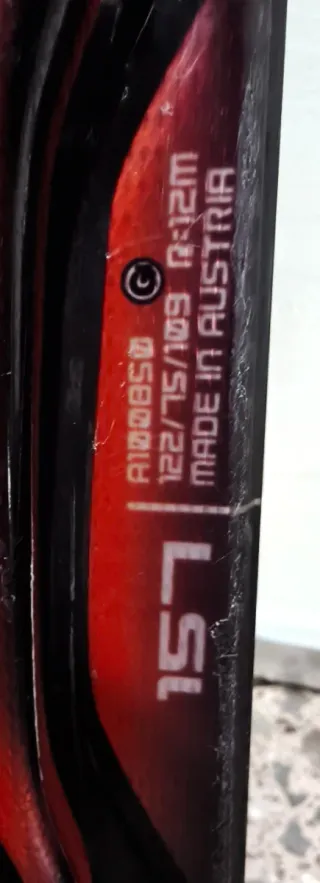 157
A100850
122/75/109 R:12M
MADE IN AUSTRIA